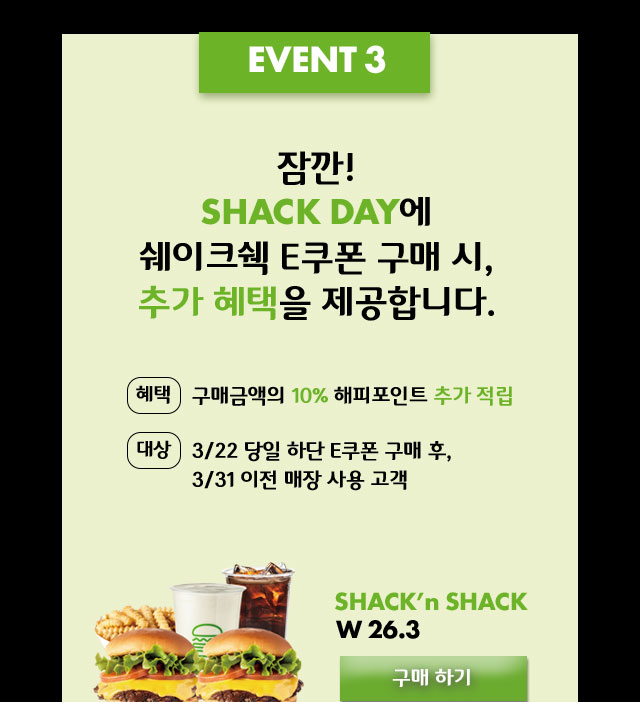 EVENT 3
잠깐!
SHACK DAY에
쉐이크쉑 E쿠폰 구매 시,
추가 혜택을 제공합니다.
혜택 구매금액의 10% 해피포인트 추가 적립
대상 3/22 당일 하단 E쿠폰 구매 후,
3/31 이전 매장 사용 고객
SHACK’n SHACK
W 26.3
구매 하기